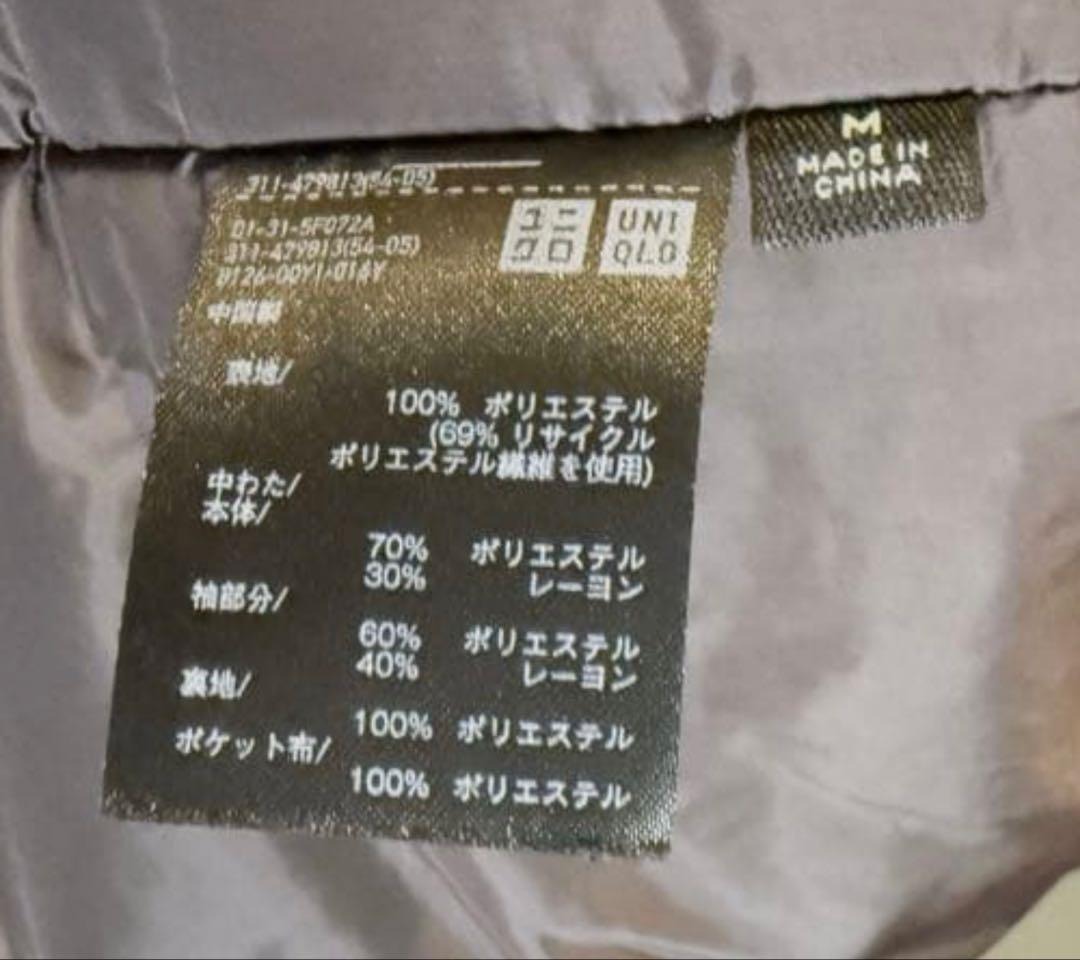 311-479813(54-05)
01-31-5F072A
311-479813(54-05)
ユニ
クロ
UNI
QLO
中国製
表地/
100% ポリエステル
(69% リサイクル
ポリエステル繊維を使用)
中わた/
本体/
70% ポリエステル
30% レーヨン
袖部分/
60% ポリエステル
40% レーヨン
裏地/
100% ポリエステル
ポケット布/
100% ポリエステル
M
MADE IN
CHINA